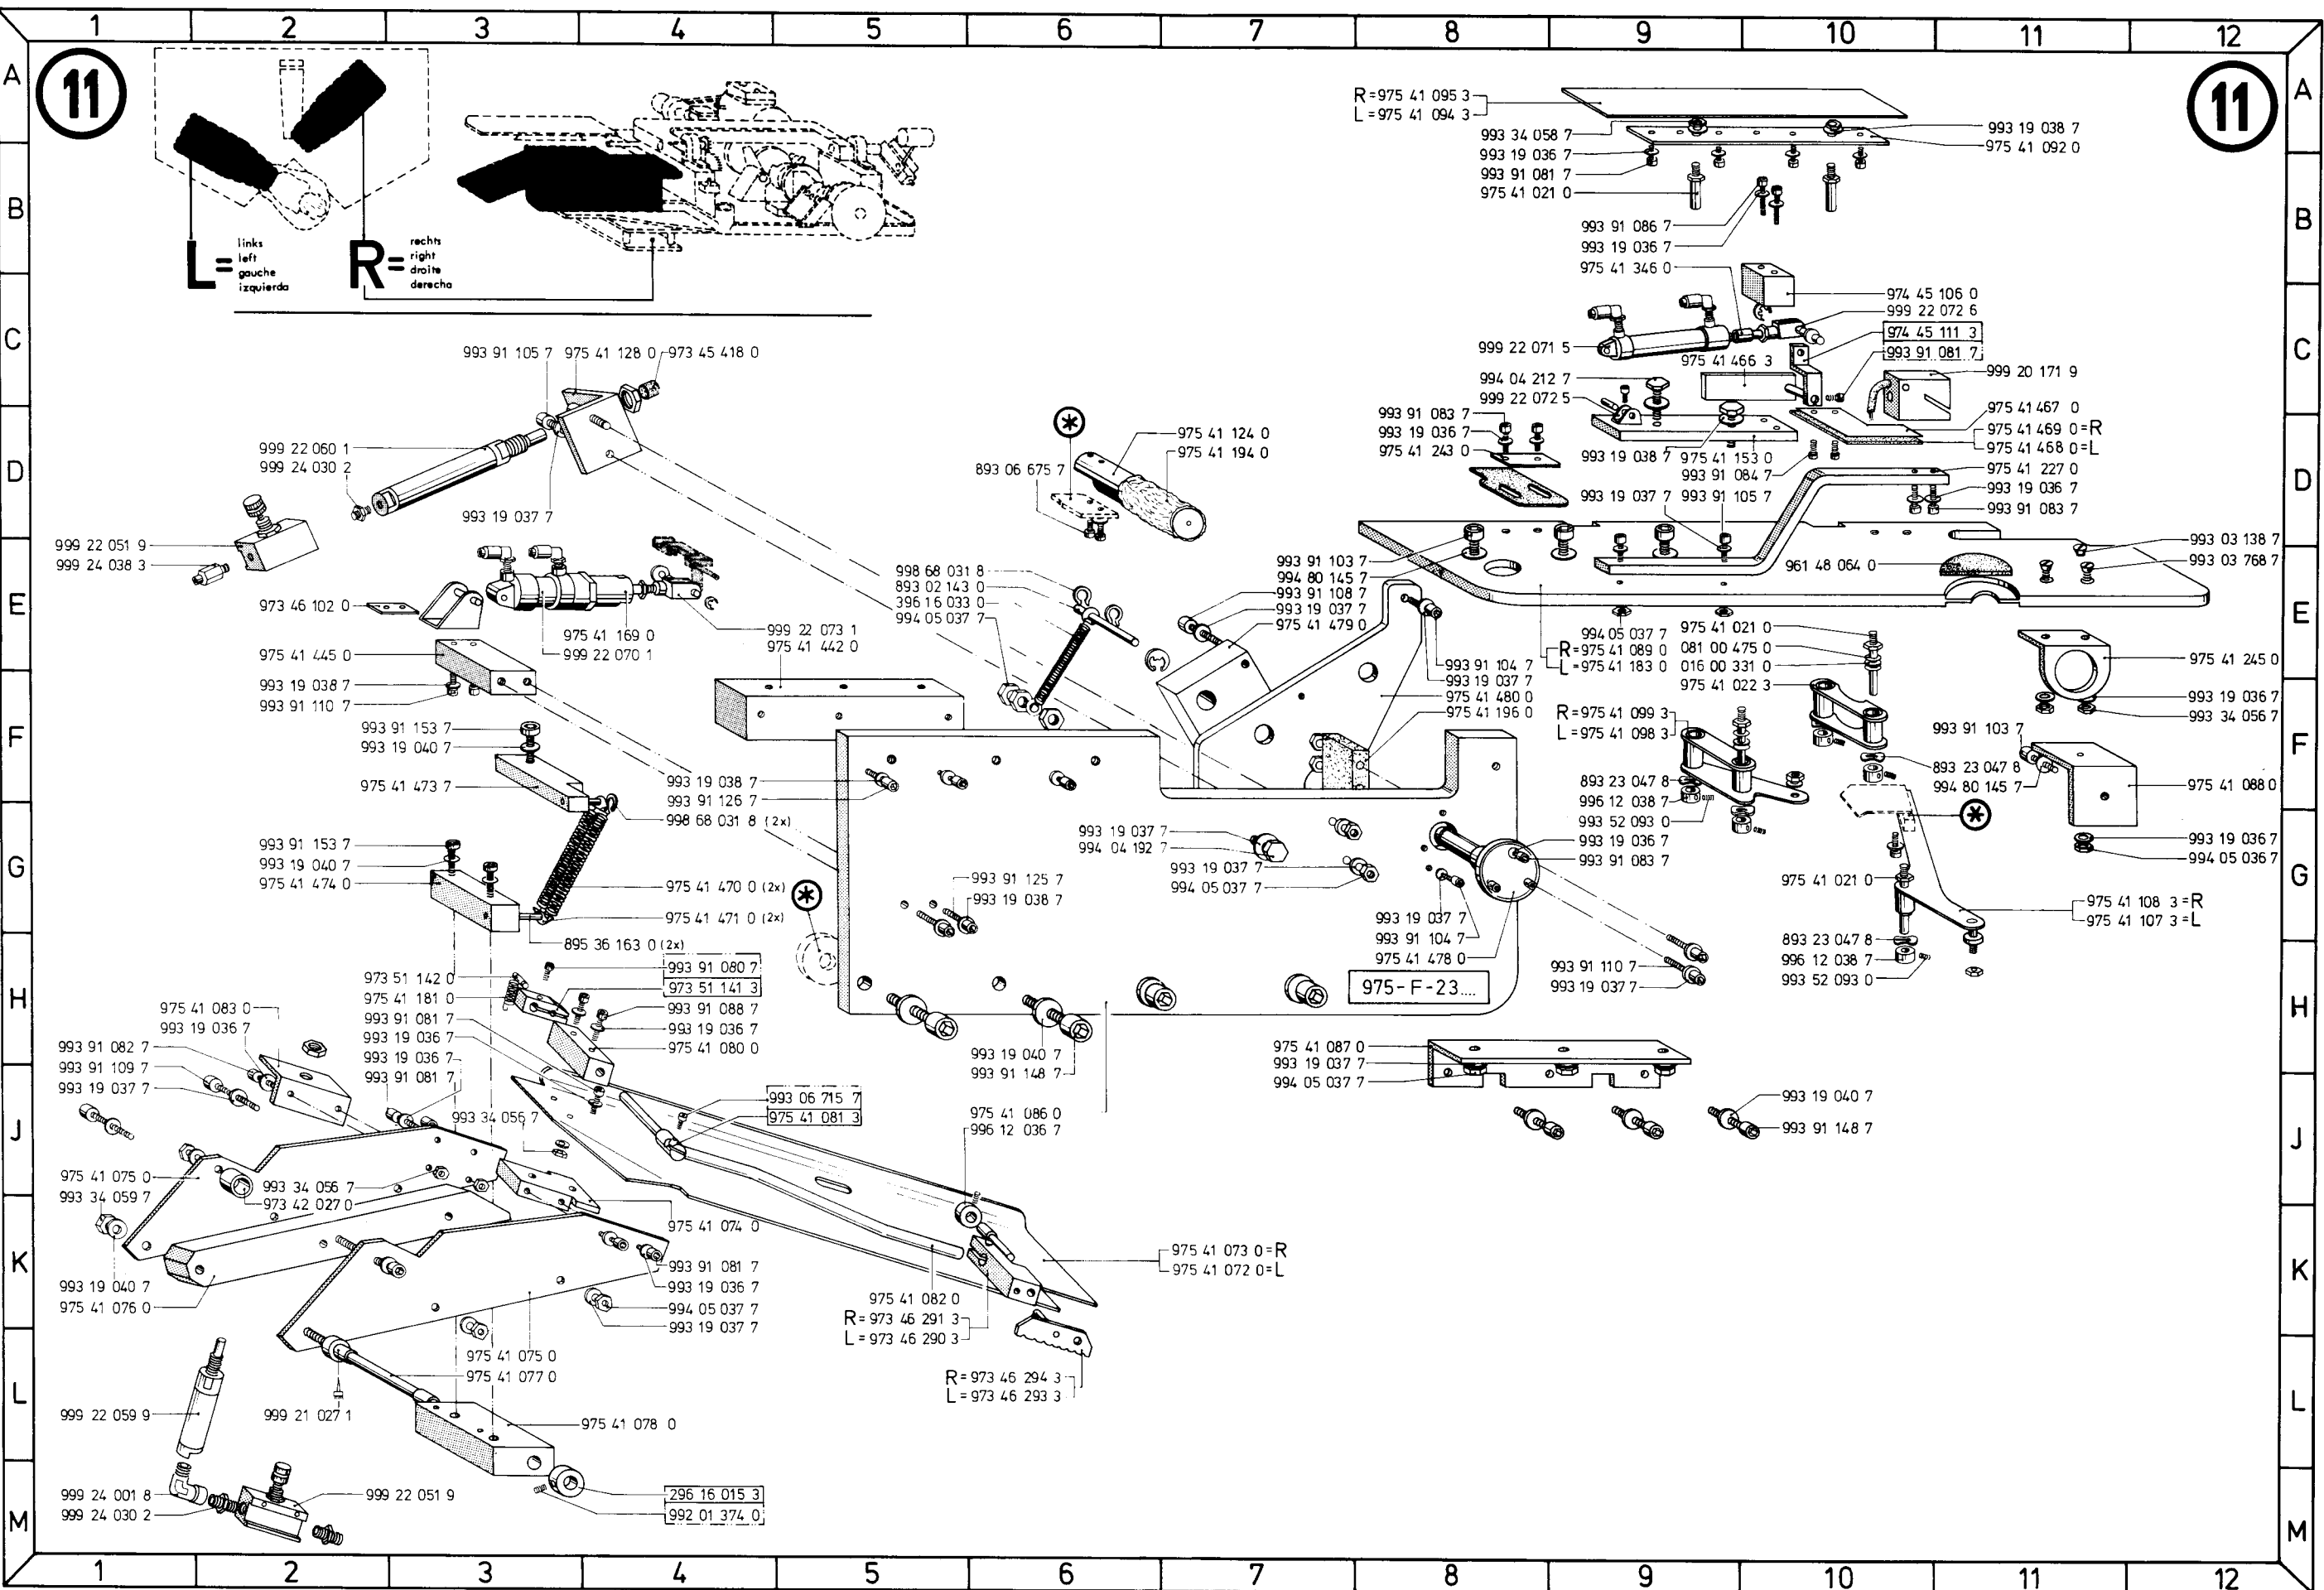 1 2 3 4 5 6 7 8 9 10 11 12
A
11
L=
links
left
gauche
izquierda
R=
rechts
right
droite
derecha
A
11
R=975 41 095 3
L=975 41 094 3
993 34 058 7
993 19 036 7
993 91 081 7
975 41 021 0
993 19 038 7
975 41 092 0
B
B
993 91 086 7
993 19 036 7
975 41 346 0
974 45 106 0
999 22 072 6
974 45 111 3
993 91 081 7
C
C
993 91 105 7
975 41 128 0
973 45 418 0
999 22 071 5
975 41 466 3
994 04 212 7
999 22 072 5
999 20 171 9
975 41 467 0
975 41 469 0=R
975 41 468 0=L
975 41 227 0
993 19 036 7
993 91 083 7
993 91 083 7
993 19 036 7
975 41 243 0
993 19 038 7
975 41 153 0
993 91 084 7
993 19 037 7
993 91 105 7
D
D
999 22 060 1
999 24 030 2
993 19 037 7
*
975 41 124 0
975 41 194 0
893 06 675 7
999 22 051 9
999 24 038 3
973 46 102 0
E
E
975 41 169 0
999 22 070 1
999 22 073 1
975 41 442 0
998 68 031 8
893 02 143 0
396 16 033 0
994 05 037 7
993 91 103 7
994 80 145 7
993 91 108 7
993 19 037 7
975 41 479 0
961 48 064 0
993 03 138 7
993 03 768 7
994 05 037 7
R=975 41 089 0
L=975 41 183 0
975 41 021 0
081 00 475 0
016 00 331 0
975 41 022 3
975 41 245 0
993 19 036 7
993 34 056 7
975 41 445 0
993 19 038 7
993 91 110 7
993 91 104 7
993 19 037 7
975 41 480 0
975 41 196 0
F
F
993 91 153 7
993 19 040 7
975 41 473 7
993 19 038 7
993 91 126 7
998 68 031 8 (2x)
R=975 41 099 3
L=975 41 098 3
893 23 047 8
996 12 038 7
993 52 093 0
893 23 047 8
993 91 103 7
994 80 145 7
975 41 088 0
*
993 19 036 7
994 05 036 7
G
G
993 91 153 7
993 19 040 7
975 41 474 0
975 41 470 0 (2x)
975 41 471 0 (2x)
895 36 163 0 (2x)
*
993 91 125 7
993 19 038 7
993 19 037 7
994 04 192 7
993 19 037 7
994 05 037 7
993 19 036 7
993 91 083 7
993 19 037 7
993 91 104 7
975 41 478 0
975-F-23....
975 41 021 0
975 41 108 3=R
975 41 107 3=L
893 23 047 8
996 12 038 7
993 52 093 0
993 91 110 7
993 19 037 7
H
H
973 51 142 0
975 41 181 0
993 91 081 7
993 19 036 7
993 19 036 7
993 91 081 7
993 91 080 7
973 51 141 3
993 91 088 7
993 19 036 7
975 41 080 0
975 41 083 0
993 19 036 7
993 91 082 7
993 91 109 7
993 19 037 7
993 19 040 7
993 91 148 7
975 41 087 0
993 19 037 7
994 05 037 7
993 19 040 7
993 91 148 7
J
J
993 34 056 7
993 06 715 7
975 41 081 3
975 41 086 0
996 12 036 7
975 41 075 0
993 34 059 7
993 34 056 7
973 42 027 0
975 41 074 0
K
K
993 19 040 7
975 41 076 0
993 91 081 7
993 19 036 7
994 05 037 7
993 19 037 7
975 41 082 0
R=973 46 291 3
L=973 46 290 3
975 41 073 0=R
975 41 072 0=L
R=973 46 294 3
L=973 46 293 3
L
L
975 41 075 0
975 41 077 0
999 22 059 9
999 21 027 1
975 41 078 0
M
M
999 24 001 8
999 24 030 2
999 22 051 9
296 16 015 3
992 01 374 0
1 2 3 4 5 6 7 8 9 10 11 12